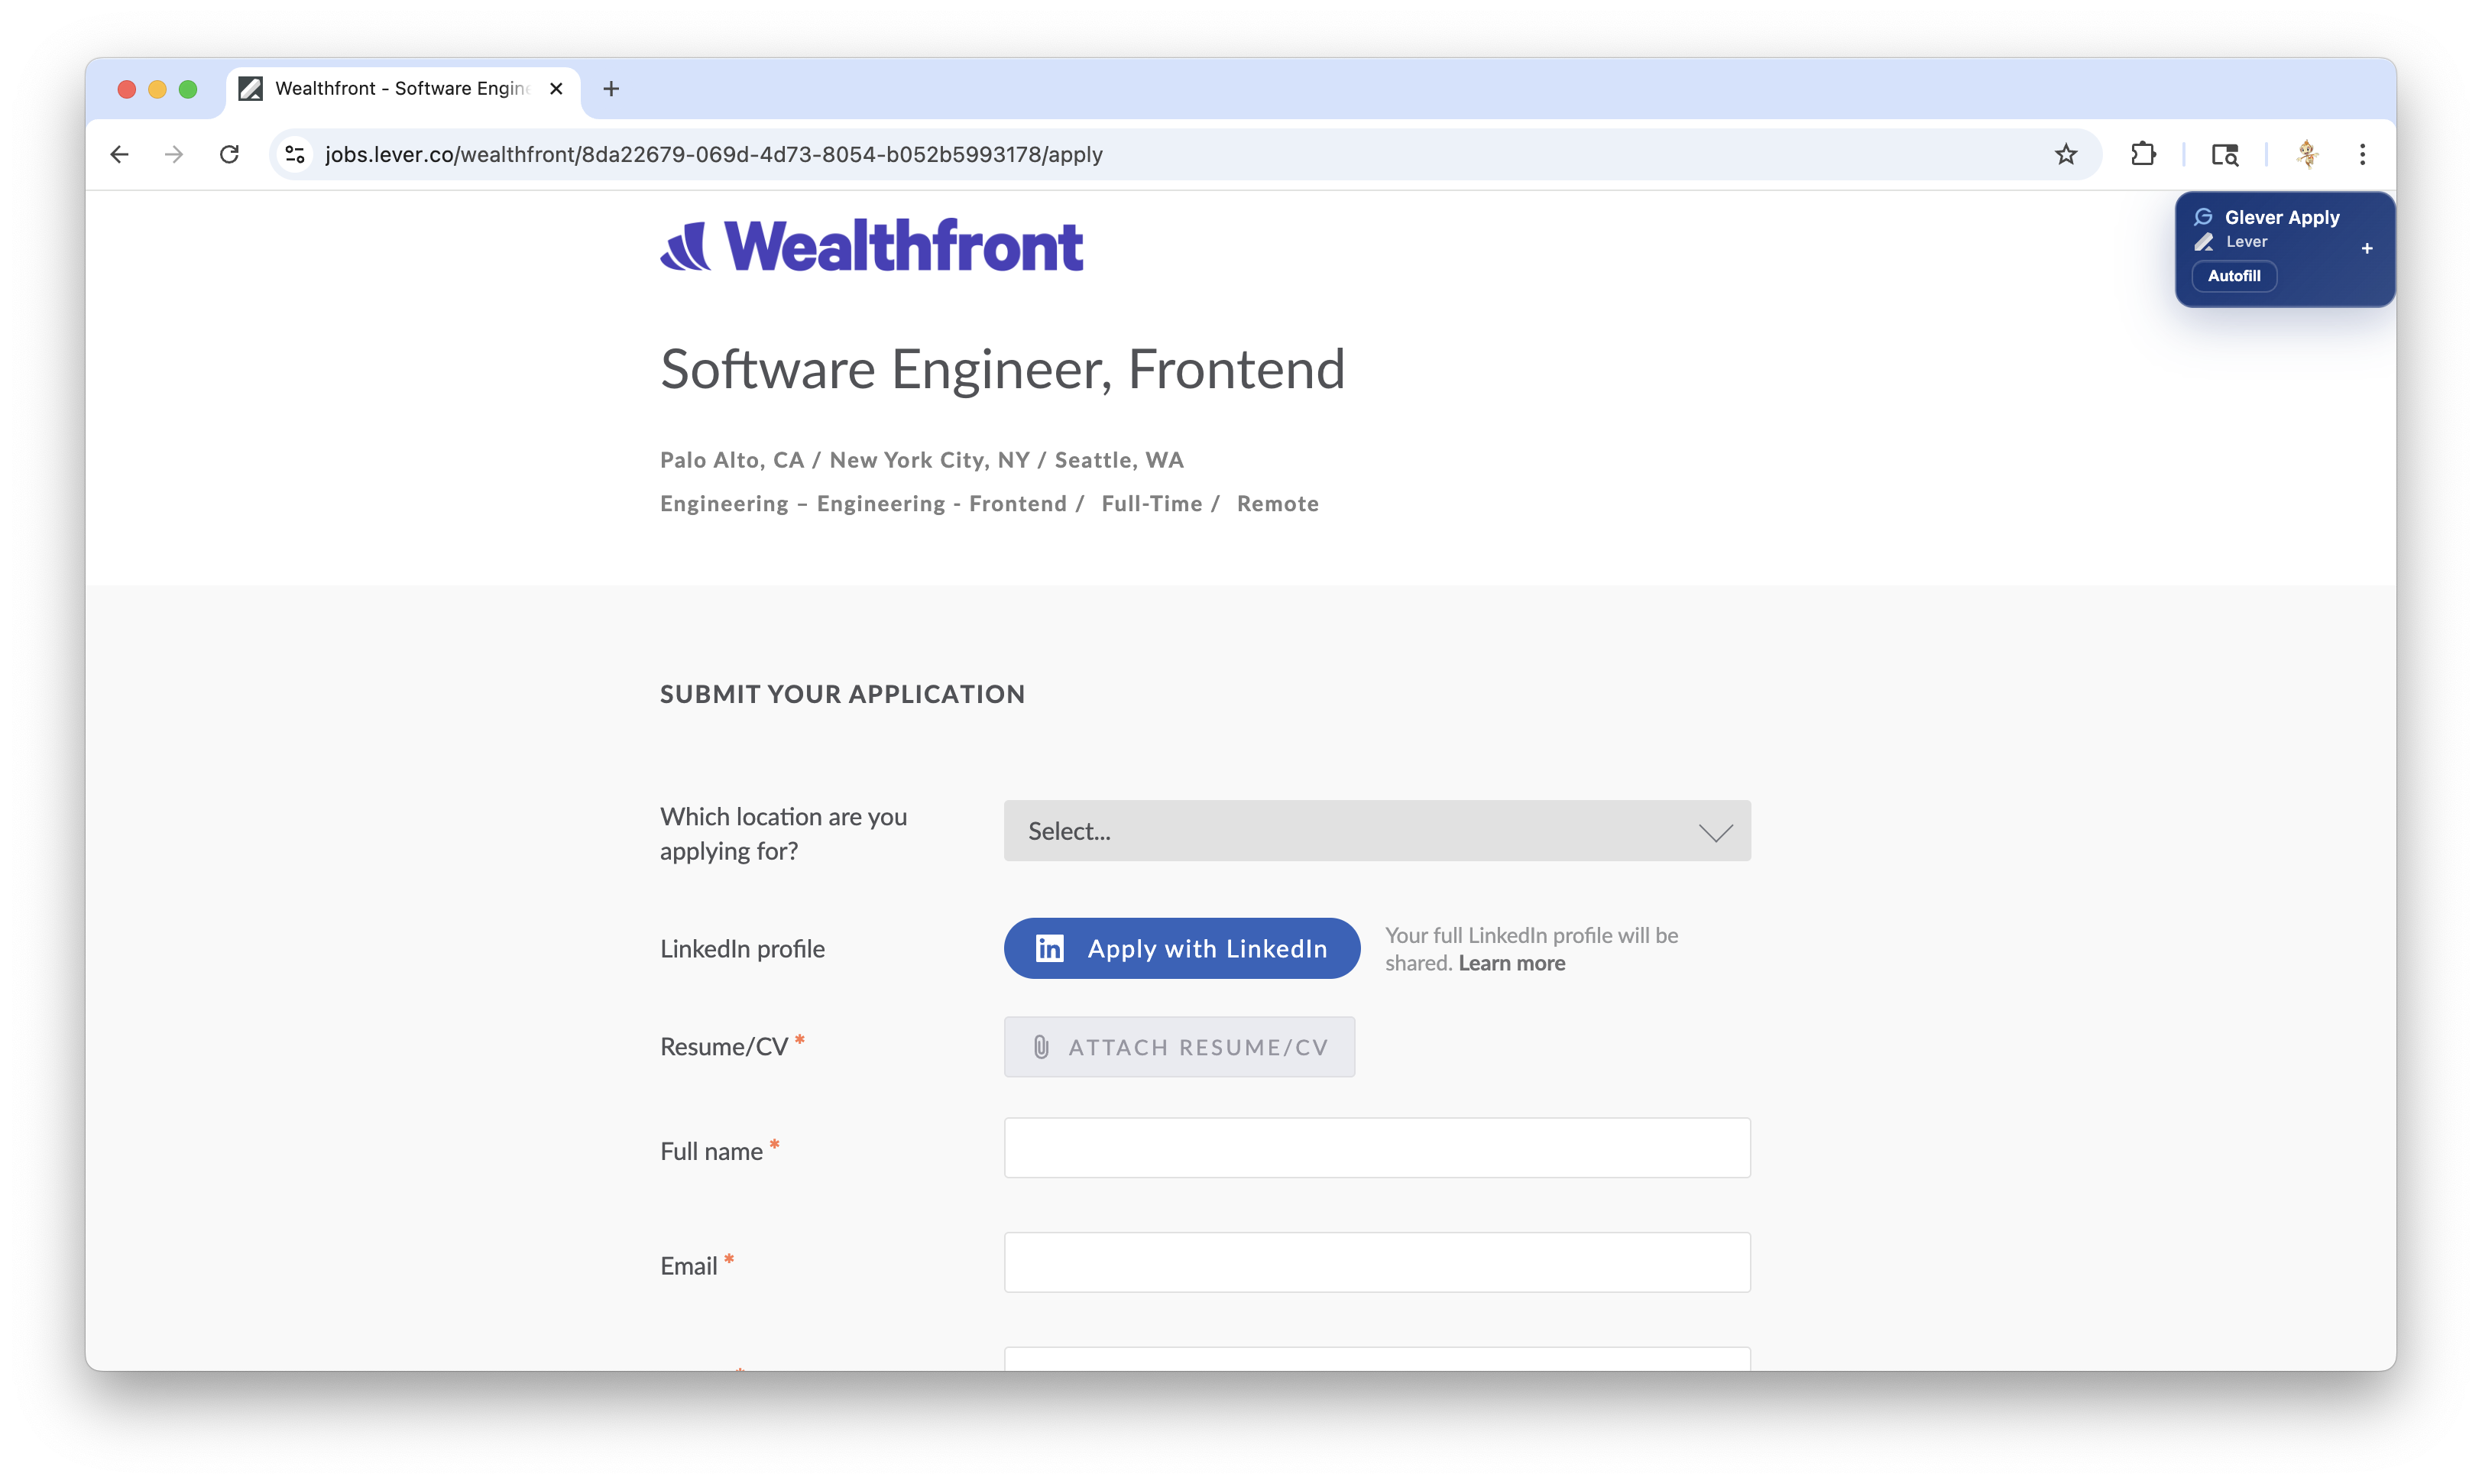 Wealthfront - Software Engine
jobs.lever.co/wealthfront/8da22679-069d-4d73-8054-b052b5993178/apply
Glever Apply
Lever
+
Autofill
Wealthfront
Software Engineer, Frontend
Palo Alto, CA / New York City, NY / Seattle, WA
Engineering – Engineering - Frontend / Full-Time / Remote
SUBMIT YOUR APPLICATION
Which location are you
applying for?
Select...
LinkedIn profile
in Apply with LinkedIn
Your full LinkedIn profile will be
shared. Learn more
Resume/CV *
ATTACH RESUME/CV
Full name *
Email *